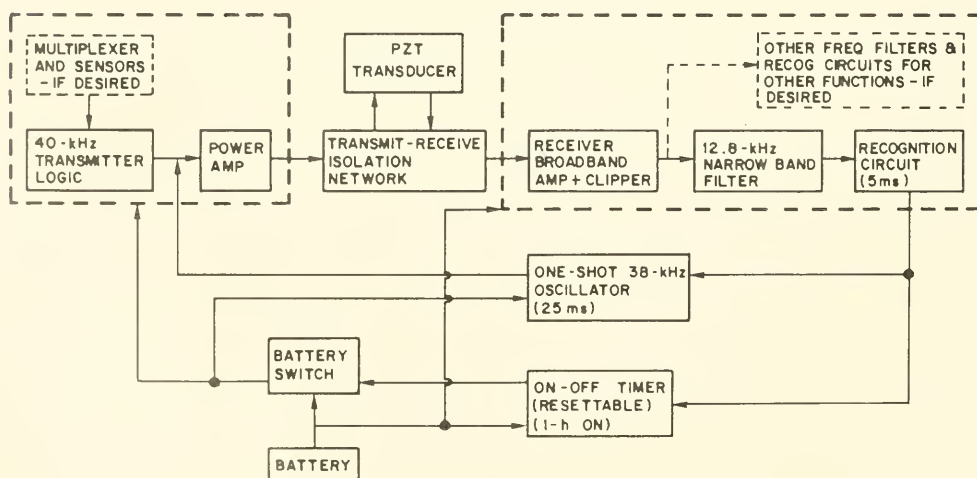 MULTIPLEXER
AND SENSORS
- IF DESIRED
40-kHz
TRANSMITTER
LOGIC
POWER
AMP
PZT
TRANSDUCER
TRANSMIT-RECEIVE
ISOLATION
NETWORK
RECEIVER
BROADBAND
AMP + CLIPPER
OTHER FREQ FILTERS &
RECOG CIRCUITS FOR
OTHER FUNCTIONS - IF
DESIRED
12.8-kHz
NARROW BAND
FILTER
RECOGNITION
CIRCUIT
(5ms)
ONE-SHOT 38-kHz
OSCILLATOR
(25ms)
BATTERY
SWITCH
ON-OFF TIMER
(RESETTABLE)
(1-h ON)
BATTERY